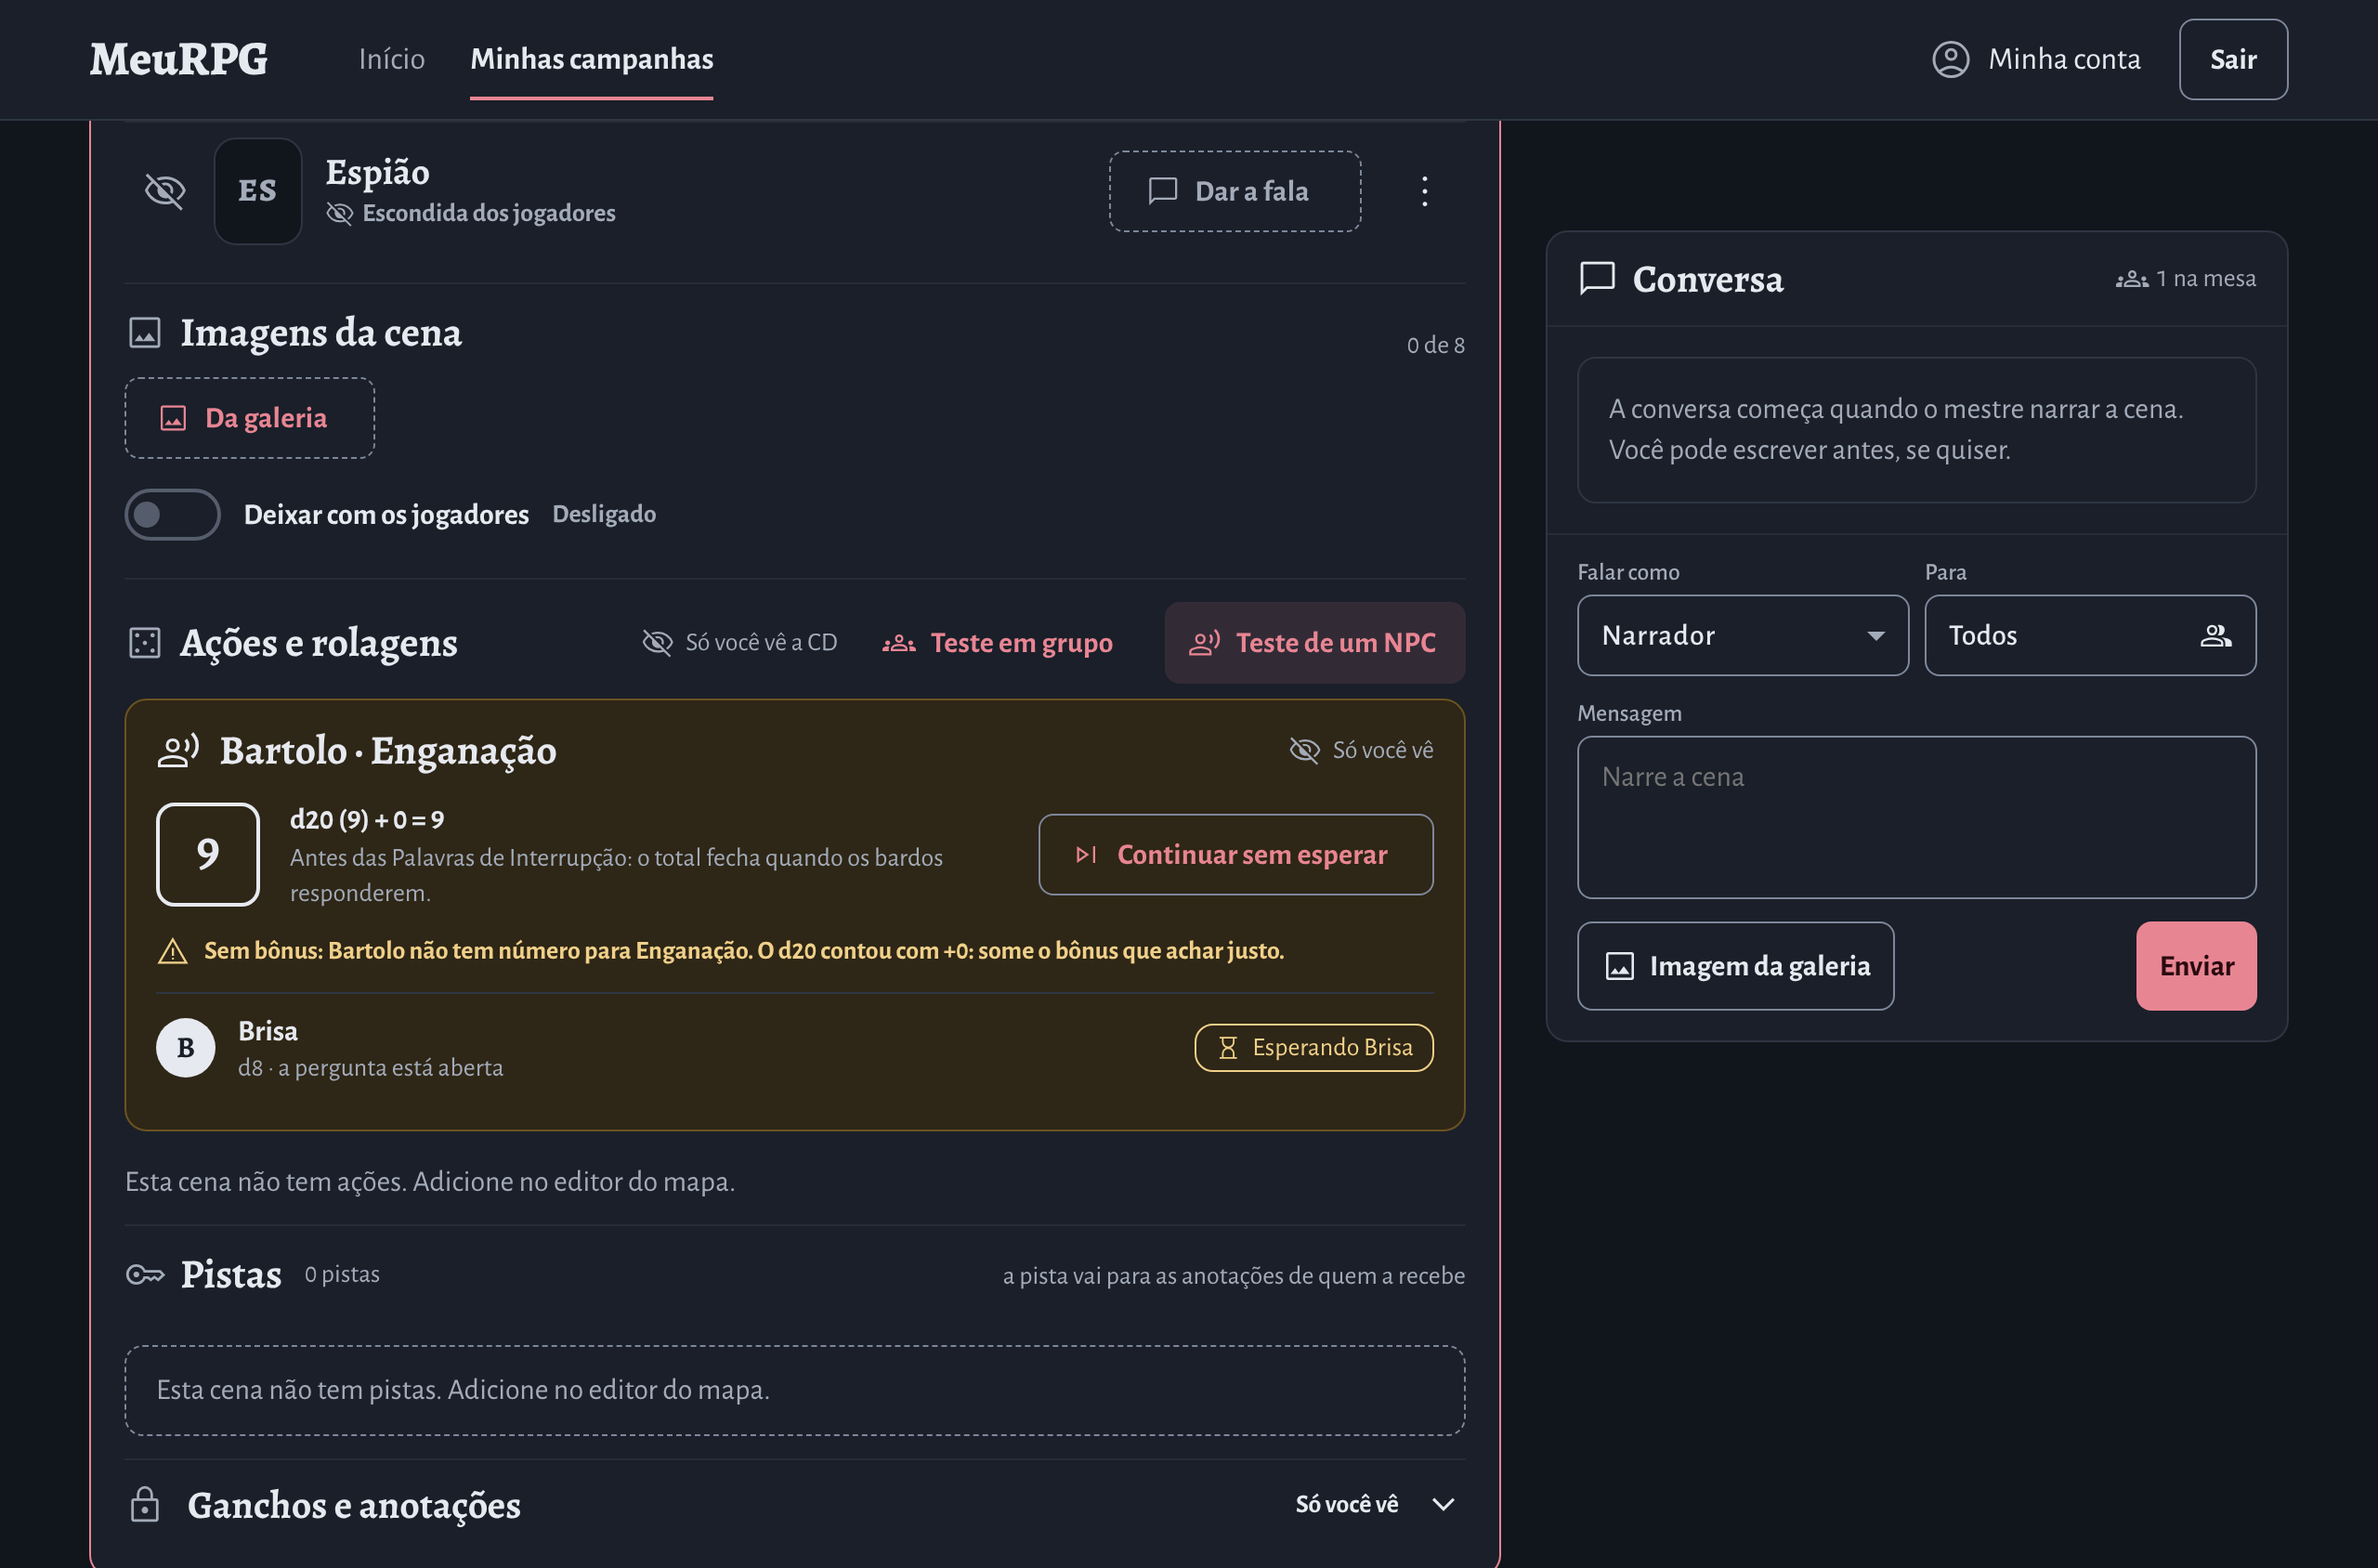 MeuRPG
Início
Minhas campanhas
Minha conta
Sair
ES
Espião
Escondida dos jogadores
Dar a fala
Imagens da cena
0 de 8
Da galeria
Deixar com os jogadores
Desligado
Ações e rolagens
Só você vê a CD
Teste em grupo
Teste de um NPC
Bartolo · Enganação
Só você vê
9
d20 (9) + 0 = 9
Antes das Palavras de Interrupção: o total fecha quando os bardos
responderem.
Continuar sem esperar
Sem bônus: Bartolo não tem número para Enganação. O d20 contou com +0: some o bônus que achar justo.
B
Brisa
d8 · a pergunta está aberta
Esperando Brisa
Esta cena não tem ações. Adicione no editor do mapa.
Pistas
0 pistas
a pista vai para as anotações de quem a recebe
Esta cena não tem pistas. Adicione no editor do mapa.
Ganchos e anotações
Só você vê
Conversa
1 na mesa
A conversa começa quando o mestre narrar a cena.
Você pode escrever antes, se quiser.
Falar como
Para
Narrador
Todos
Mensagem
Narre a cena
Imagem da galeria
Enviar